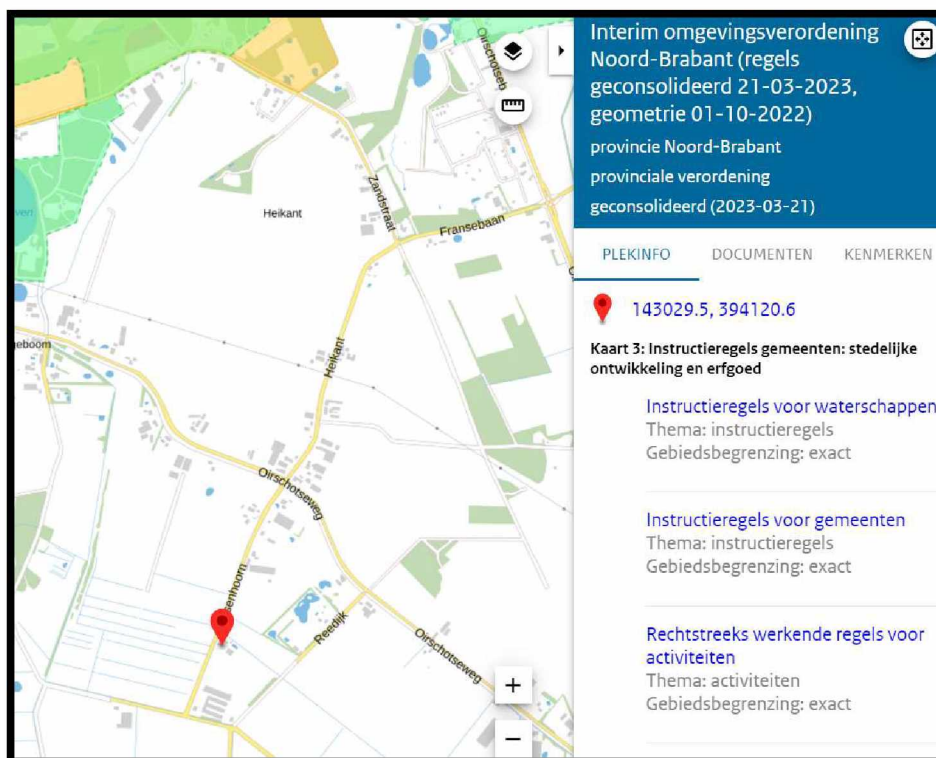 Interim omgevingsverordening
Noord-Brabant (regels
geconsolideerd 21-03-2023,
geometrie 01-10-2022)
provincie Noord-Brabant
provinciale verordening
geconsolideerd (2023-03-21)
PLEKINFO DOCUMENTEN KENMERKEN
143029.5, 394120.6
Kaart 3: Instructieregels gemeenten: stedelijke
ontwikkeling en erfgoed
Instructieregels voor waterschappen
Thema: instructieregels
Gebiedsbegrenzing: exact
Instructieregels voor gemeenten
Thema: instructieregels
Gebiedsbegrenzing: exact
Rechtstreeks werkende regels voor
activiteiten
Thema: activiteiten
Gebiedsbegrenzing: exact
Oirschotseb
Zandstraat
Heikant
Fransebaan
Heikant
eboom
Oirschotseweg
senhoorn
Reedijk
Oirschotseweg
+
−